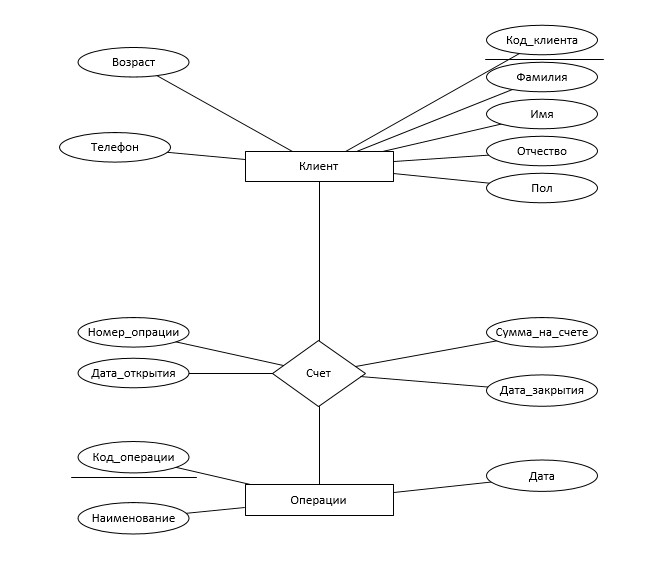 Код_клиента
Возраст
Фамилия
Имя
Телефон
Отчество
Клиент
Пол
Номер_опрации
Сумма_на_счете
Дата_открытия
Счет
Дата_закрытия
Код_операции
Дата
Операции
Наименование